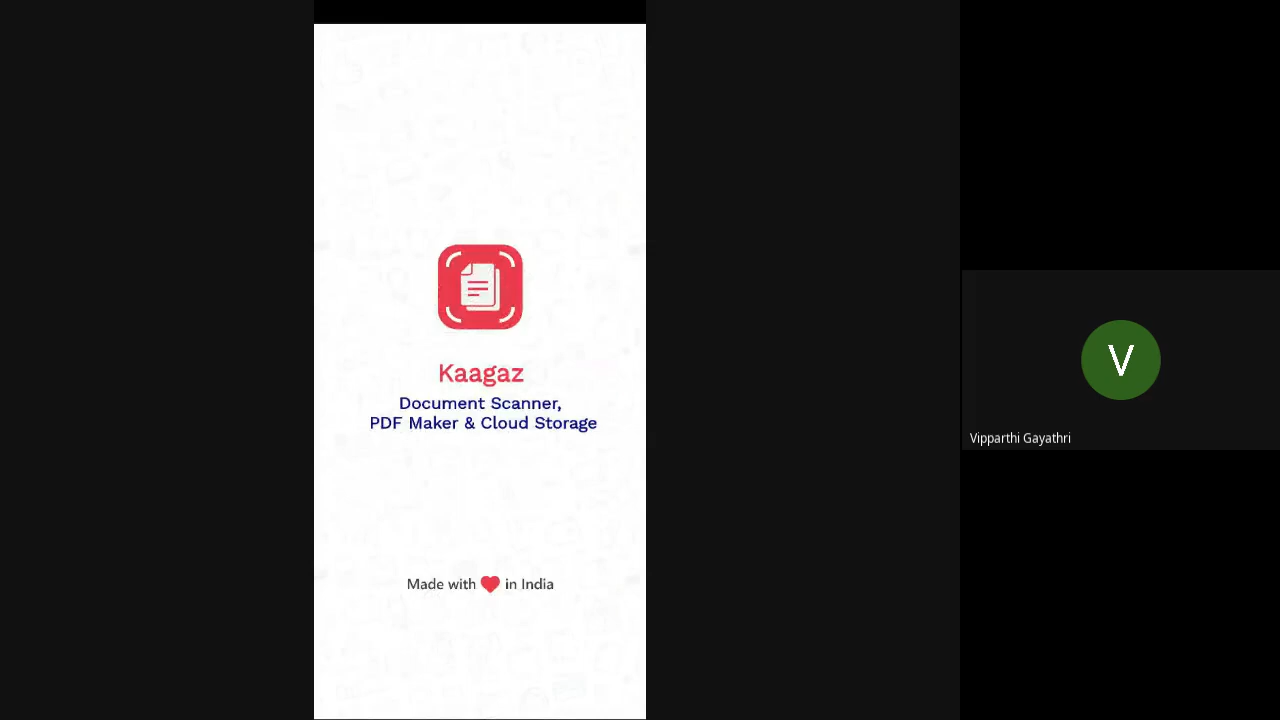 Kaagaz
Document Scanner,
PDF Maker & Cloud Storage
Made with ❤ in India
V
Vipparthi Gayathri